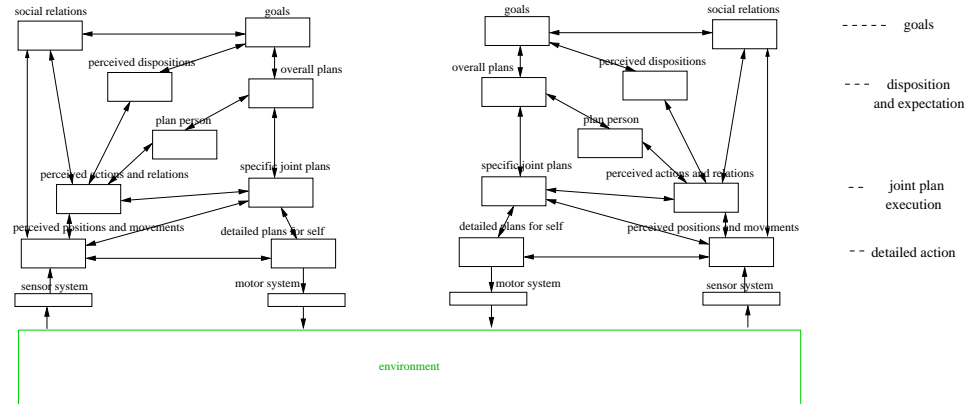 social relations
goals
perceived dispositions
overall plans
plan person
specific joint plans
perceived actions and relations
perceived positions and movements
detailed plans for self
sensor system
motor system
goals
social relations
perceived dispositions
overall plans
plan person
specific joint plans
perceived actions and relations
detailed plans for self
perceived positions and movements
motor system
sensor system
environment
goals
disposition
and expectation
joint plan
execution
detailed action